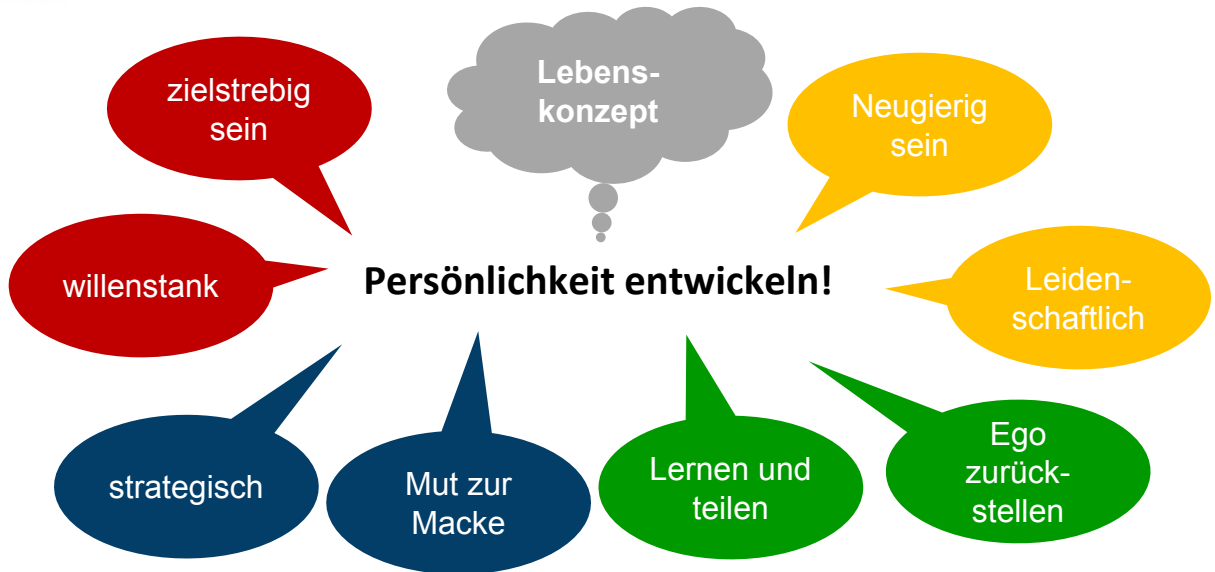 Lebens-
konzept
zielstrebig
sein
Neugierig
sein
willenstank
Persönlichkeit entwickeln!
Leiden-
schaftlich
strategisch
Mut zur
Macke
Lernen und
teilen
Ego
zurück-
stellen